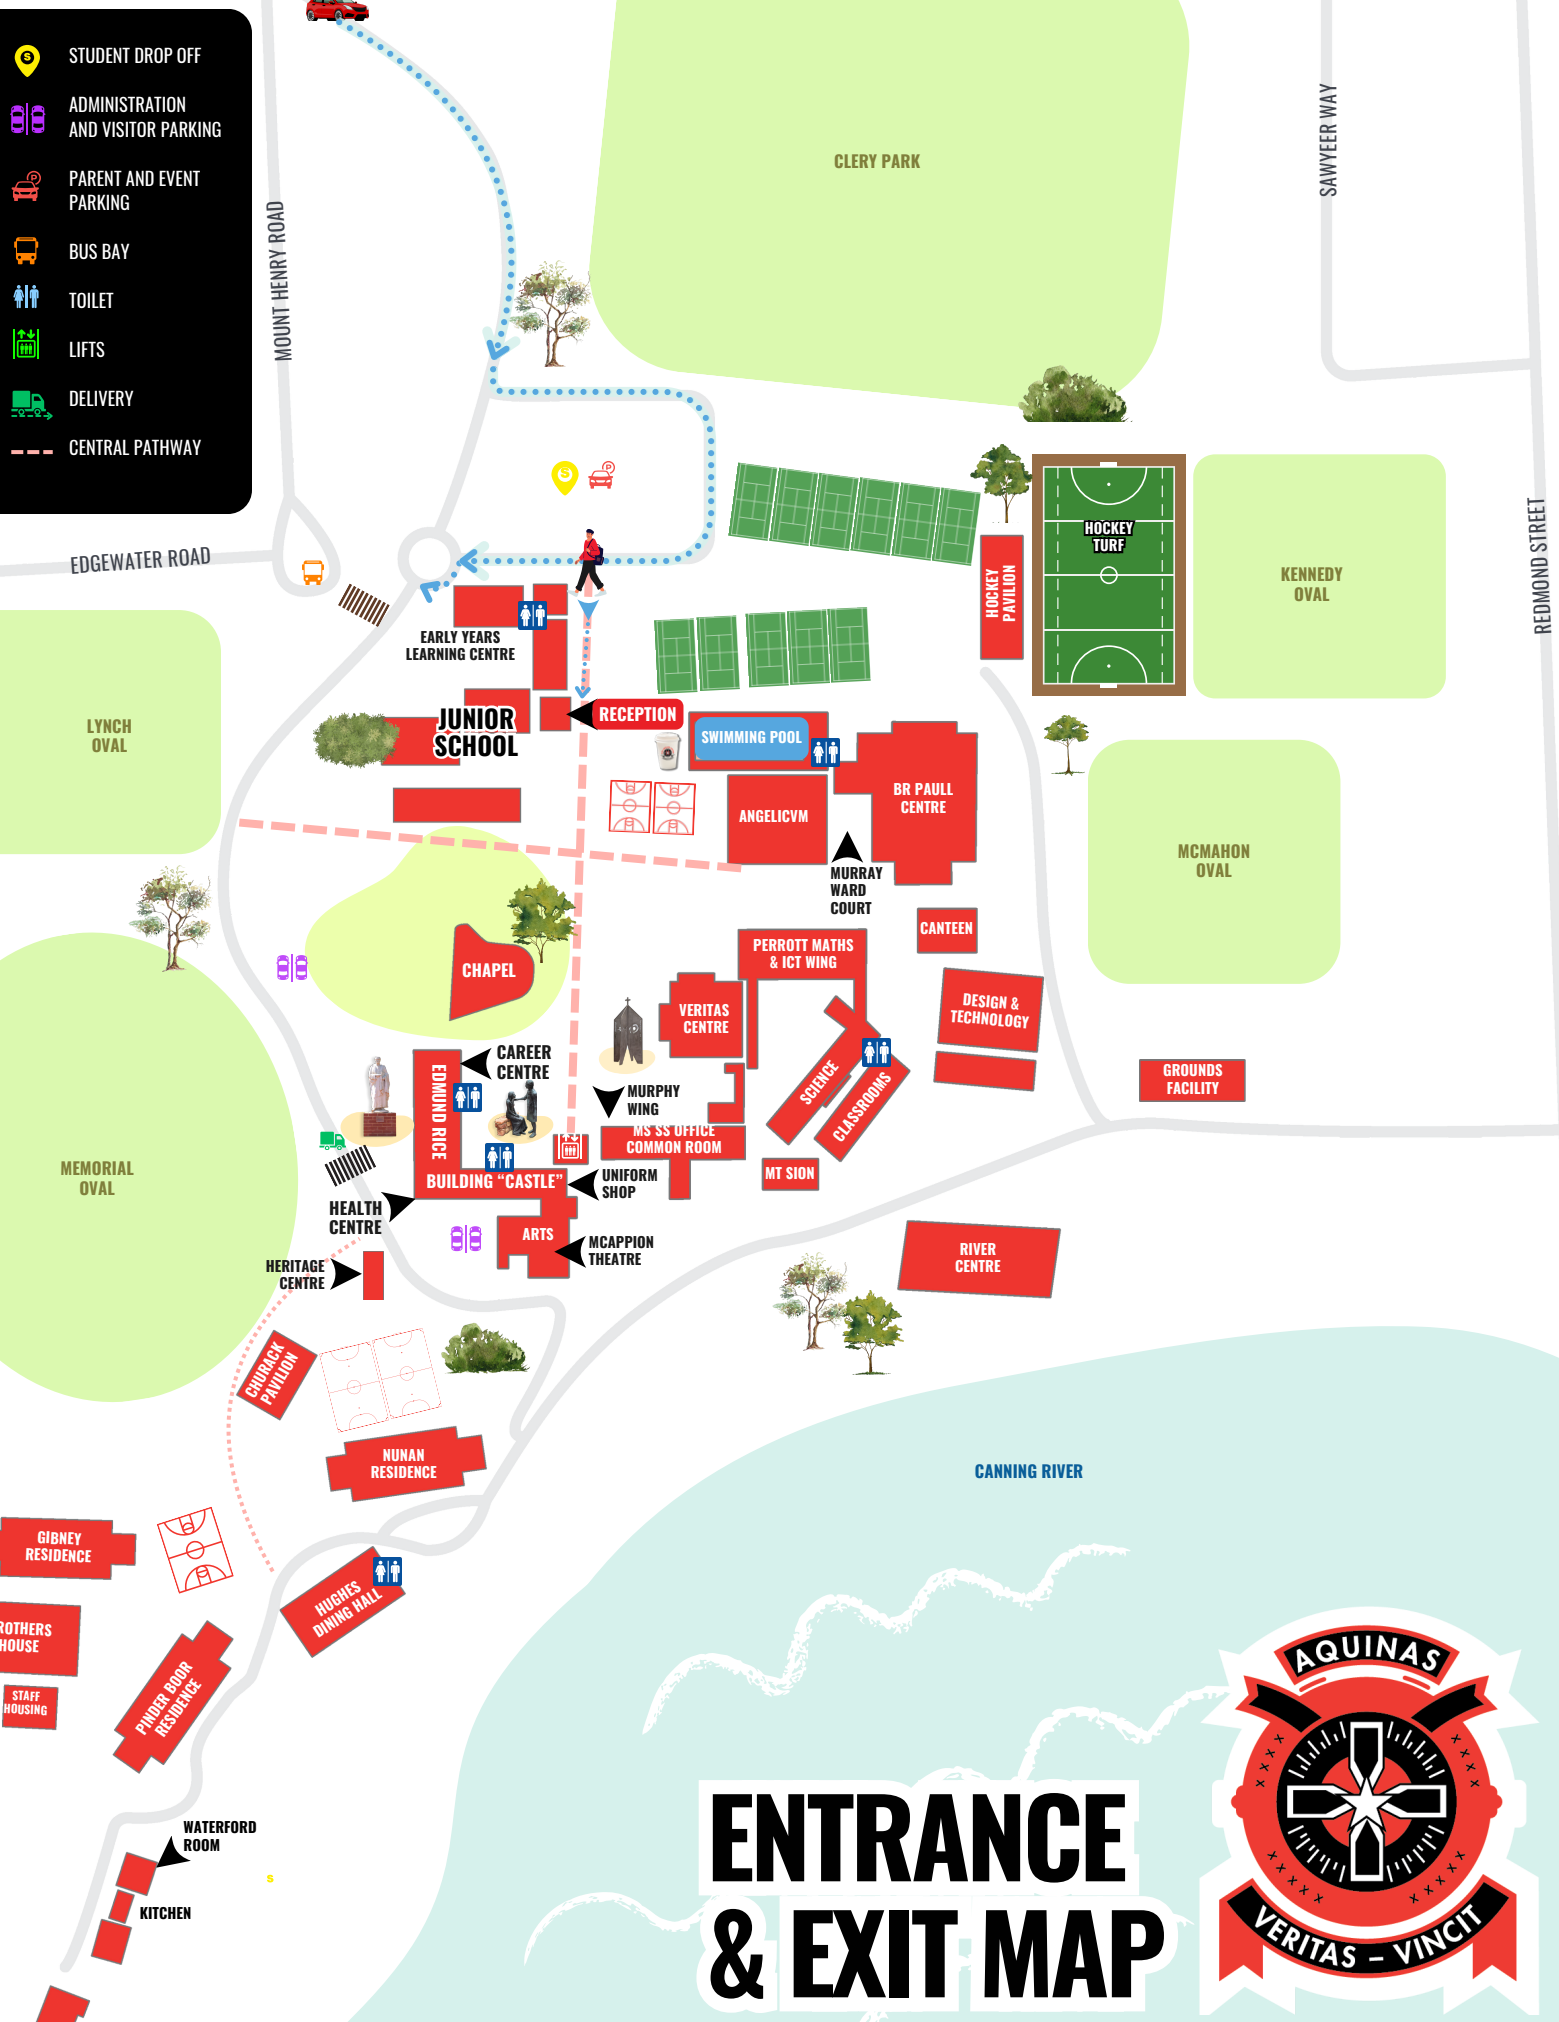 STUDENT DROP OFF
ADMINISTRATION
AND VISITOR PARKING
PARENT AND EVENT
PARKING
BUS BAY
TOILET
LIFTS
DELIVERY
CENTRAL PATHWAY
MOUNT HENRY ROAD
CLERY PARK
SAWYEER WAY
REDMOND STREET
EDGEWATER ROAD
HOCKEY
TURF
HOCKEY
PAVILION
KENNEDY
OVAL
EARLY YEARS
LEARNING CENTRE
LYNCH
OVAL
JUNIOR
SCHOOL
RECEPTION
SWIMMING POOL
BR PAULL
CENTRE
ANGELICVM
MURRAY
WARD
COURT
MCMAHON
OVAL
CANTEEN
PERROTT MATHS
& ICT WING
CHAPEL
VERITAS
CENTRE
DESIGN &
TECHNOLOGY
CAREER
CENTRE
EDMUND RICE
BUILDING “CASTLE”
MURPHY
WING
SCIENCE
CLASSROOMS
GROUNDS
FACILITY
MS SS OFFICE
COMMON ROOM
MT SION
UNIFORM
SHOP
MEMORIAL
OVAL
HEALTH
CENTRE
ARTS
MCAPPION
THEATRE
HERITAGE
CENTRE
RIVER
CENTRE
CHURACK
PAVILION
NUNAN
RESIDENCE
CANNING RIVER
GIBNEY
RESIDENCE
HUGHES
DINING HALL
ROTHERS
HOUSE
STAFF
HOUSING
PINDER BOOR
RESIDENCE
WATERFORD
ROOM
S
KITCHEN
ENTRANCE
& EXIT MAP
AQUINAS
VERITAS – VINCIT